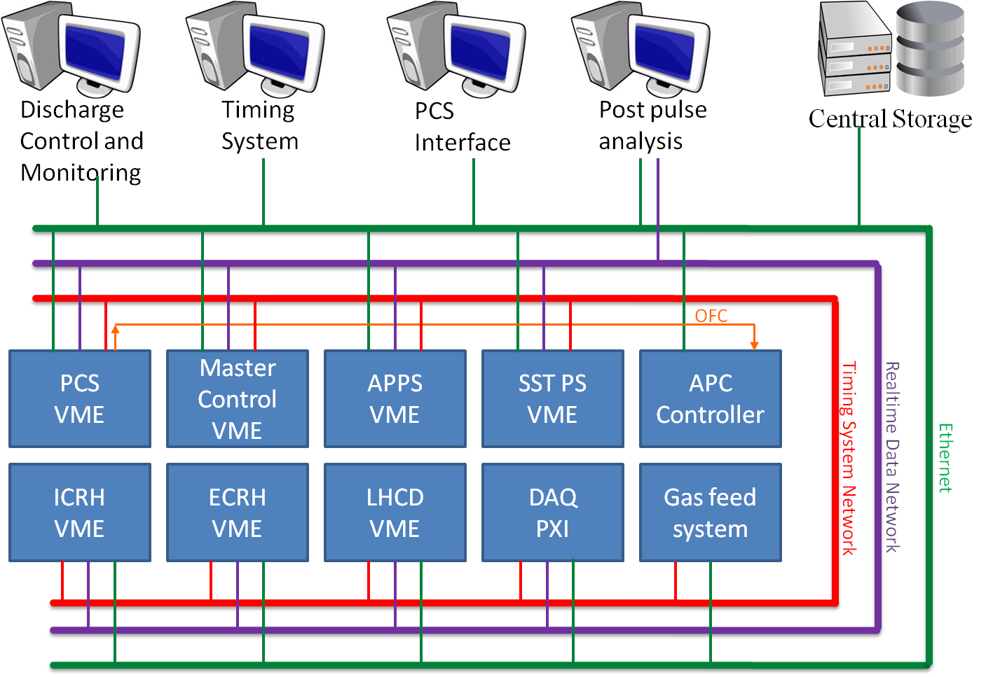 Discharge
Control and
Monitoring
Timing
System
PCS
Interface
Post pulse
analysis
Central Storage
OFC
PCS
VME
Master
Control
VME
APPS
VME
SST PS
VME
APC
Controller
ICRH
VME
ECRH
VME
LHCD
VME
DAQ
PXI
Gas feed
system
Timing System Network
Realtime Data Network
Ethernet